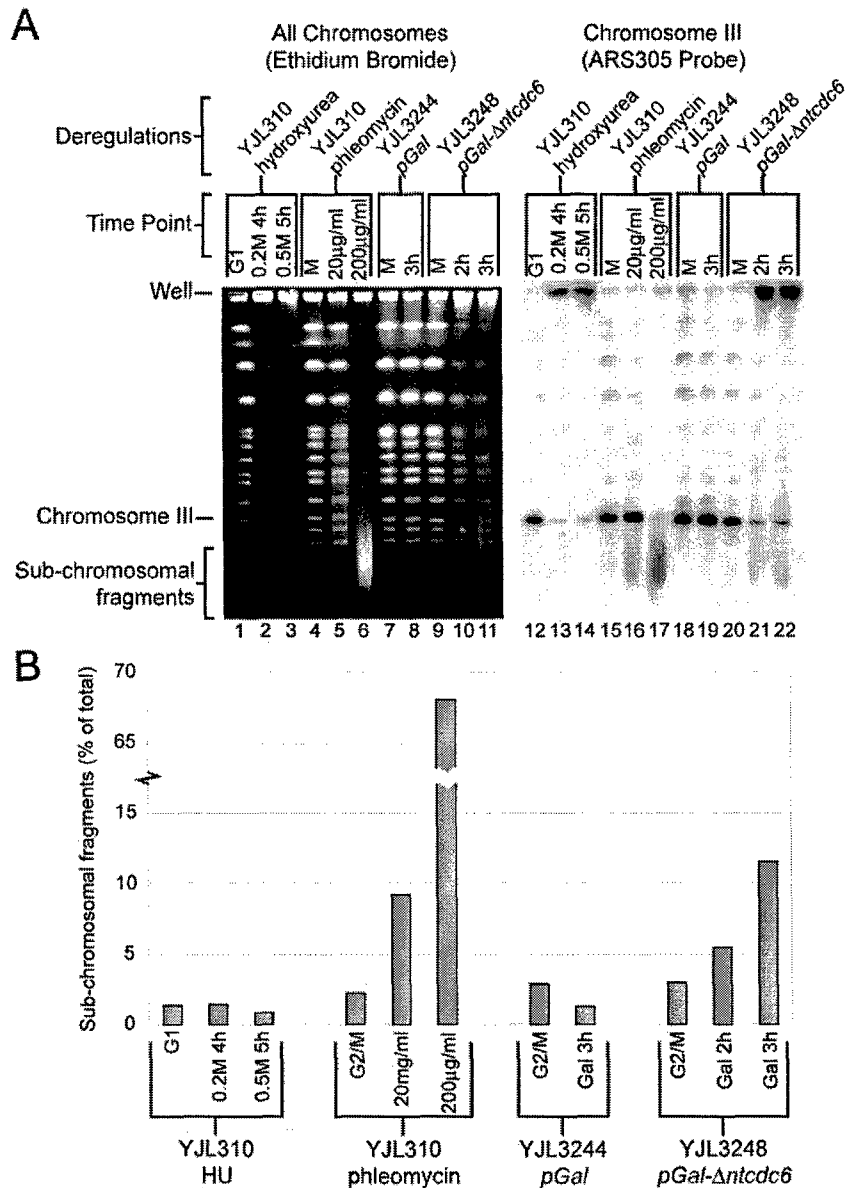 A
All Chromosomes
(Ethidium Bromide)
Chromosome III
(ARS305 Probe)
Deregulations
YJL310
hydroxyurea
YJL310
phleomycin
YJL3244
pGal
YJL3248
pGal-Δntcdc6
YJL310
hydroxyurea
YJL310
phleomycin
YJL3244
pGal
YJL3248
pGal-Δntcdc6
Time Point
G1
0.2M 4h
0.5M 5h
M
20µg/ml
200µg/ml
M
3h
M
2h
3h
G1
0.2M 4h
0.5M 5h
M
20µg/ml
200µg/ml
M
3h
M
2h
3h
Well
Chromosome III
Sub-chromosomal
fragments
1 2 3 4 5 6 7 8 9 10 11
12 13 14 15 16 17 18 19 20 21 22
B
Sub-chromosomal fragments (% of total)
70
65
15
10
5
0
G1
0.2M 4h
0.5M 5h
G2/M
20mg/ml
200µg/ml
G2/M
Gal 3h
G2/M
Gal 2h
Gal 3h
YJL310
HU
YJL310
phleomycin
YJL3244
pGal
YJL3248
pGal-Δntcdc6